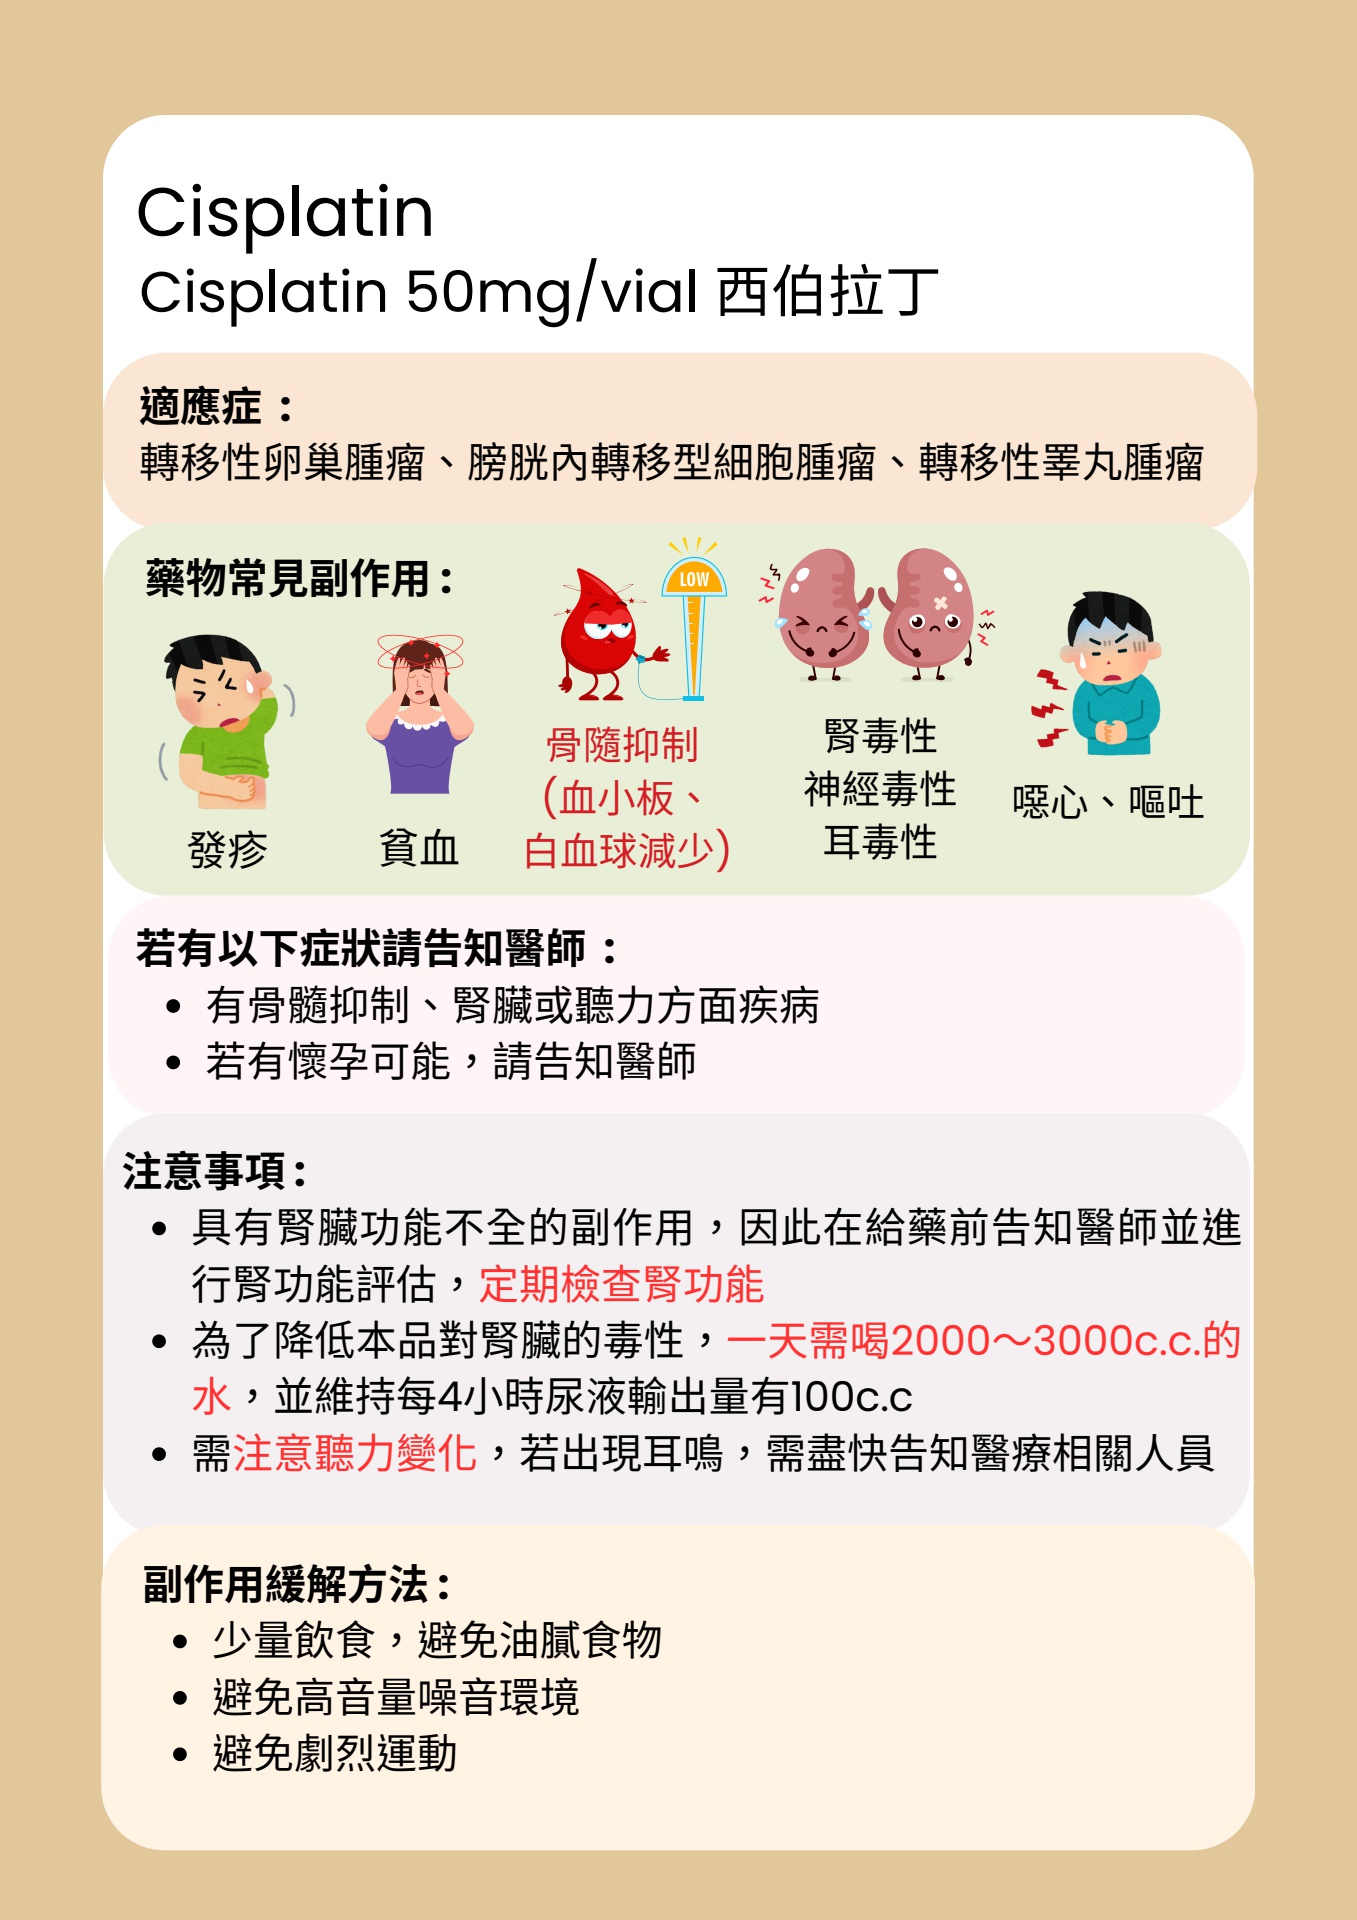 Cisplatin
Cisplatin 50mg/vial 西伯拉丁
適應症：
轉移性卵巢腫瘤、膀胱內轉移型細胞腫瘤、轉移性睪丸腫瘤
藥物常見副作用：
LOW
發疹
貧血
骨隨抑制
(血小板、
白血球減少)
腎毒性
神經毒性
耳毒性
噁心、嘔吐
若有以下症狀請告知醫師：
• 有骨髓抑制、腎臟或聽力方面疾病
• 若有懷孕可能，請告知醫師
注意事項：
• 具有腎臟功能不全的副作用，因此在給藥前告知醫師並進
行腎功能評估，定期檢查腎功能
• 為了降低本品對腎臟的毒性，一天需喝2000～3000c.c.的
水，並維持每4小時尿液輸出量有100c.c
• 需注意聽力變化，若出現耳鳴，需盡快告知醫療相關人員
副作用緩解方法：
• 少量飲食，避免油膩食物
• 避免高音量噪音環境
• 避免劇烈運動